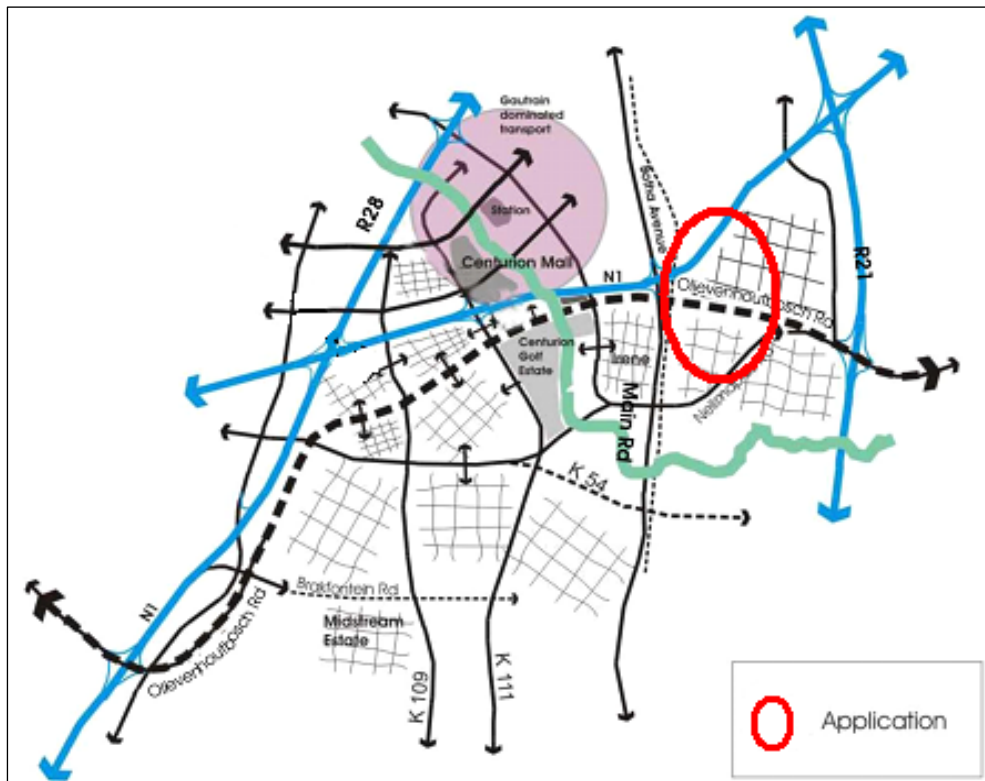 Gautrain
dominated
transport
R28
Station
Botha Avenue
Centurion Mall
N1
R21
Olievenhoutbosch Rd
Centurion
Golf
Estate
Irene
Main Rd
K 54
N1
Olievenhoutbosch Rd
Brakfontein Rd
Midstream
Estate
K 109
K 111
Application